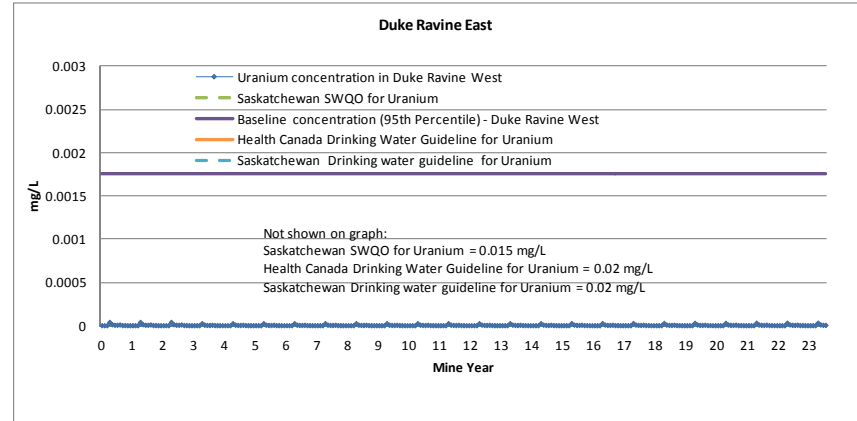 Duke Ravine East
0.003
0.0025
0.002
0.0015
0.001
0.0005
0
mg/L
Uranium concentration in Duke Ravine West
Saskatchewan SWQO for Uranium
Baseline concentration (95th Percentile) - Duke Ravine West
Health Canada Drinking Water Guideline for Uranium
Saskatchewan Drinking water guideline for Uranium
Not shown on graph:
Saskatchewan SWQO for Uranium = 0.015 mg/L
Health Canada Drinking Water Guideline for Uranium = 0.02 mg/L
Saskatchewan Drinking water guideline for Uranium = 0.02 mg/L
0 1 2 3 4 5 6 7 8 9 10 11 12 13 14 15 16 17 18 19 20 21 22 23
Mine Year